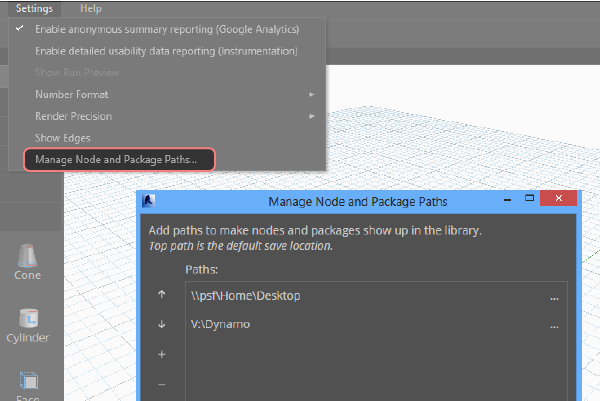 Settings
Help
Enable anonymous summary reporting (Google Analytics)
Enable detailed usability data reporting (Instrumentation)
Show Run Preview
Number Format
Render Precision
Show Edges
Manage Node and Package Paths...
Manage Node and Package Paths
Add paths to make nodes and packages show up in the library.
Top path is the default save location.
Paths:
\\psf\Home\Desktop ...
V:\Dynamo ...
Cone
Cylinder
Face